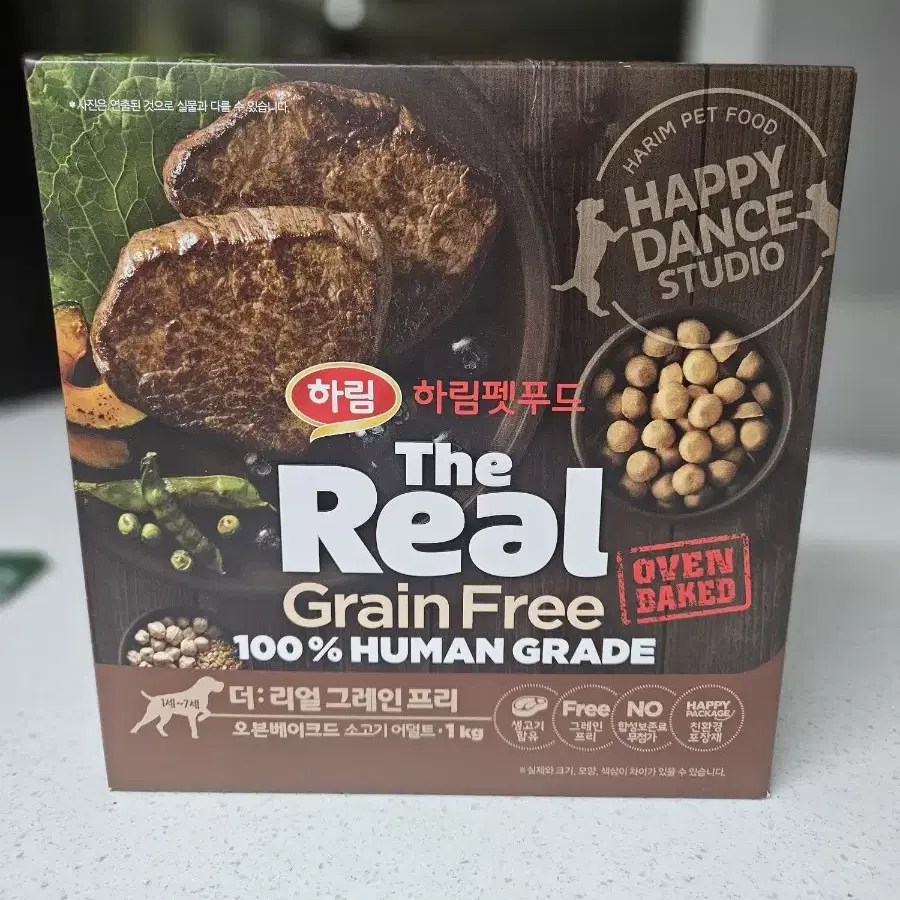 *사진은 연출된 것으로 실물과 다를 수 있습니다.
HARIM PET FOOD
HAPPY
DANCE
STUDIO
하림 하림펫푸드
The
Real
Grain Free
OVEN
BAKED
100% HUMAN GRADE
1세~7세
더:리얼 그레인 프리
오븐베이크드 소고기 어덜트·1kg
생고기
함유
Free
그레인
프리
NO
합성보존료
무첨가
HAPPY
PACKAGE!
친환경
포장재
※실제와 크기, 모양, 색상이 차이가 있을 수 있습니다.